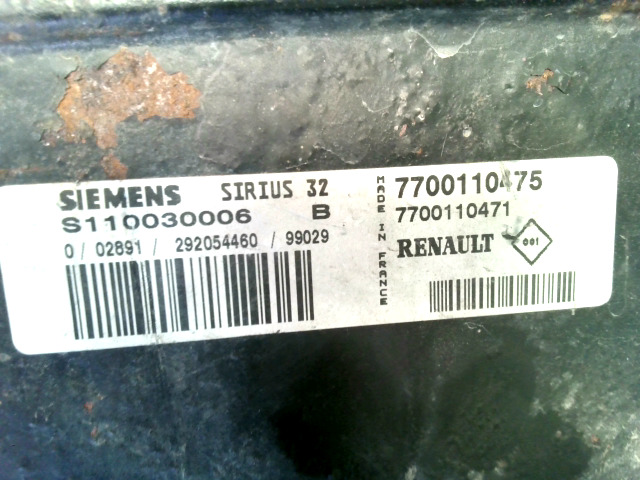 SIEMENS SIRIUS 32
S110030006 B
0 / 02891 / 292054460 / 99029
MADE IN FRANCE
7700110475
7700110471
RENAULT 001